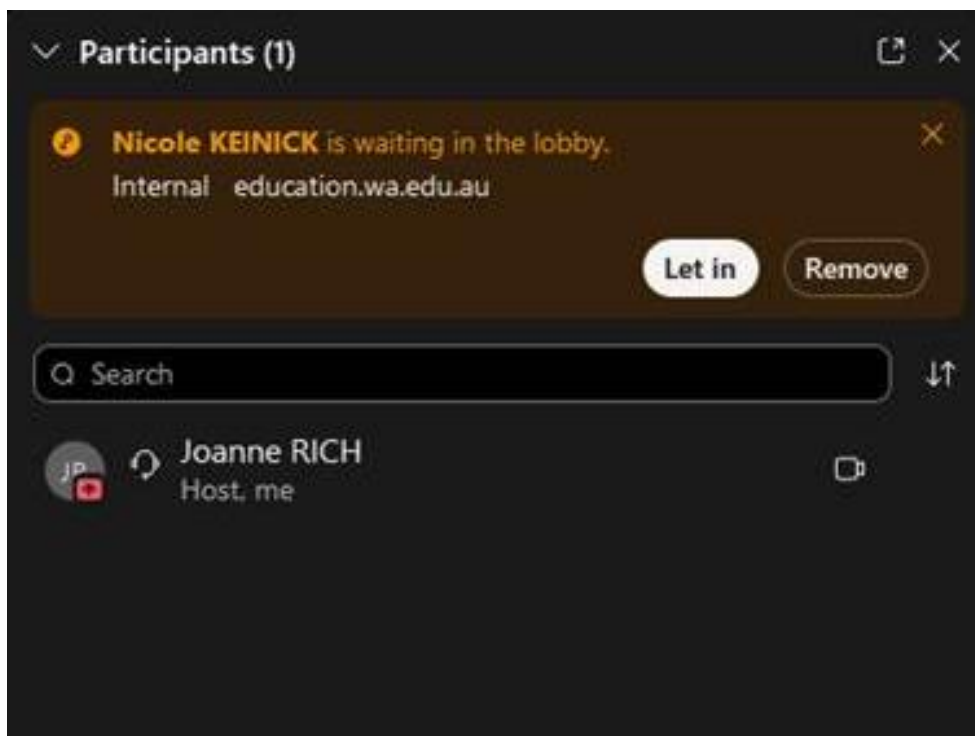 Participants (1)
Nicole KEINICK is waiting in the lobby.
Internal education.wa.edu.au
Let in Remove
Search
Joanne RICH
Host, me